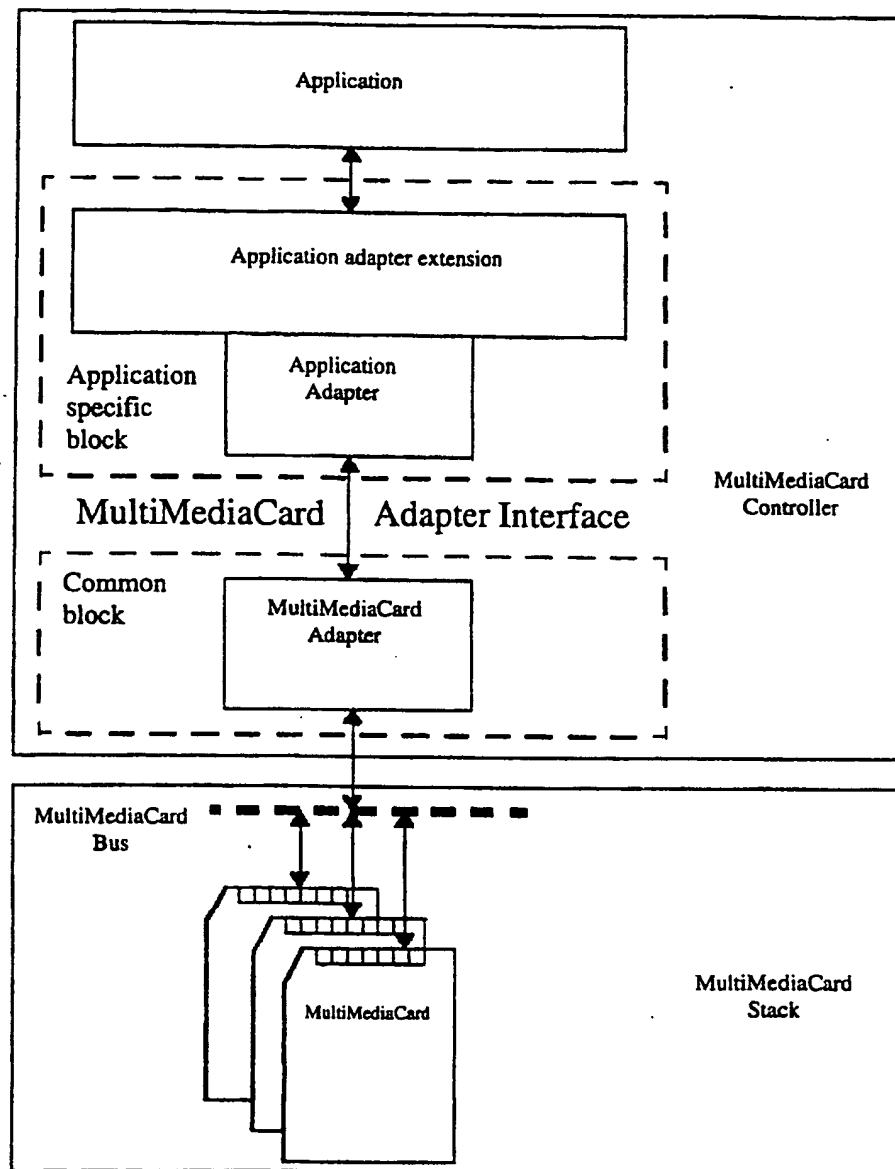 Application
Application adapter extension
Application
Adapter
Application
specific
block
MultiMediaCard
Controller
MultiMediaCard Adapter Interface
Common
block
MultiMediaCard
Adapter
MultiMediaCard
Bus
MultiMediaCard
MultiMediaCard
Stack